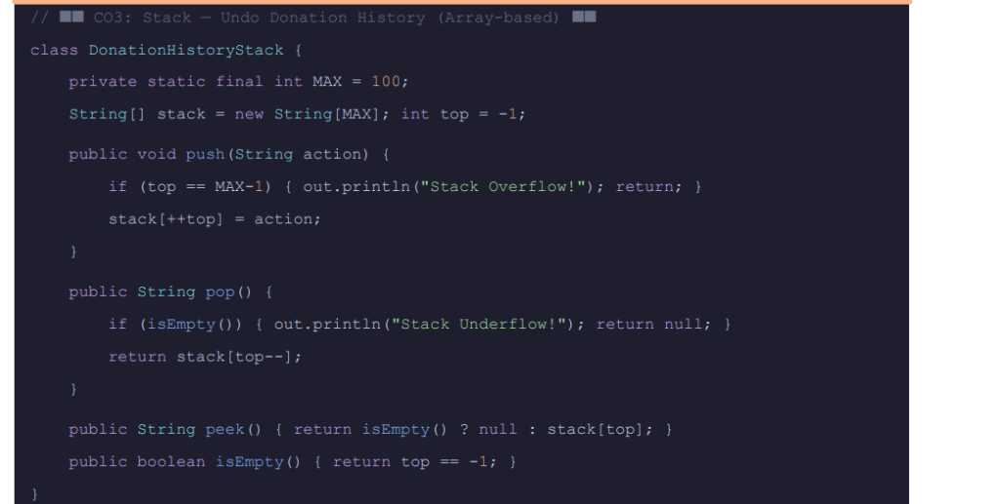 // ■■ CO3: Stack — Undo Donation History (Array-based) ■■
class DonationHistoryStack {
private static final int MAX = 100;
String[] stack = new String[MAX]; int top = -1;
public void push(String action) {
if (top == MAX-1) { out.println("Stack Overflow!"); return; }
stack[++top] = action;
}
public String pop() {
if (isEmpty()) { out.println("Stack Underflow!"); return null; }
return stack[top--];
}
public String peek() { return isEmpty() ? null : stack[top]; }
public boolean isEmpty() { return top == -1; }
}